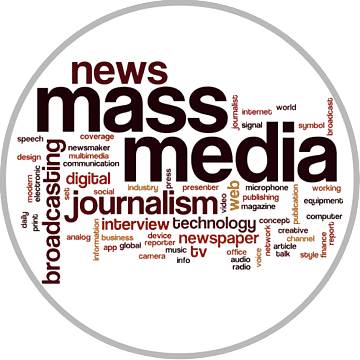 news
mass
media
journalist
internet
world
signal
symbol
broadcast
speech
coverage
newsmaker
design
multimedia
communication
modern
electronic
broadcasting
set
digital
social
industry
press
presenter
microphone
working
daily
print
journalism
video
web
publishing
magazine
publication
equipment
computer
interview
technology
concept
creative
analog
information
business
device
newspaper
network
channel
finance
report
app
global
reporter
music
tv
office
voice
article
camera
info
audio
radio
talk
style